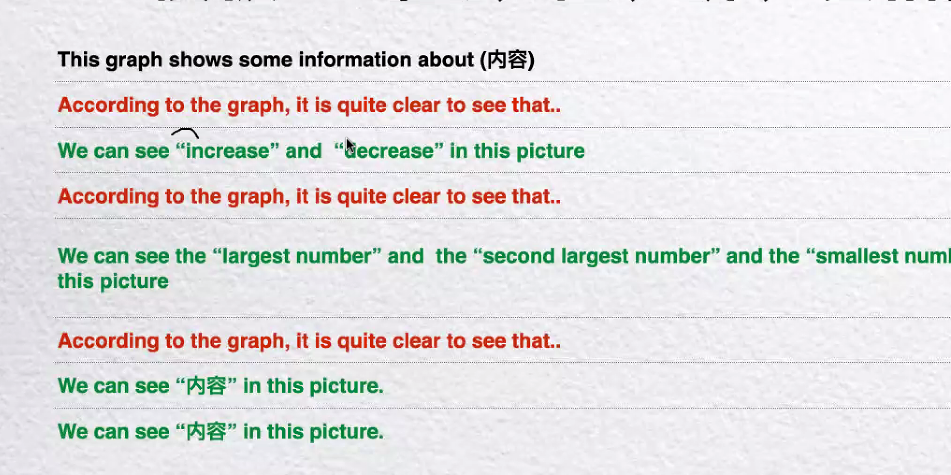 This graph shows some information about (内容)
According to the graph, it is quite clear to see that..
We can see “increase” and “decrease” in this picture
According to the graph, it is quite clear to see that..
We can see the “largest number” and the “second largest number” and the “smallest
this picture
According to the graph, it is quite clear to see that..
We can see “内容” in this picture.
We can see “内容” in this picture.